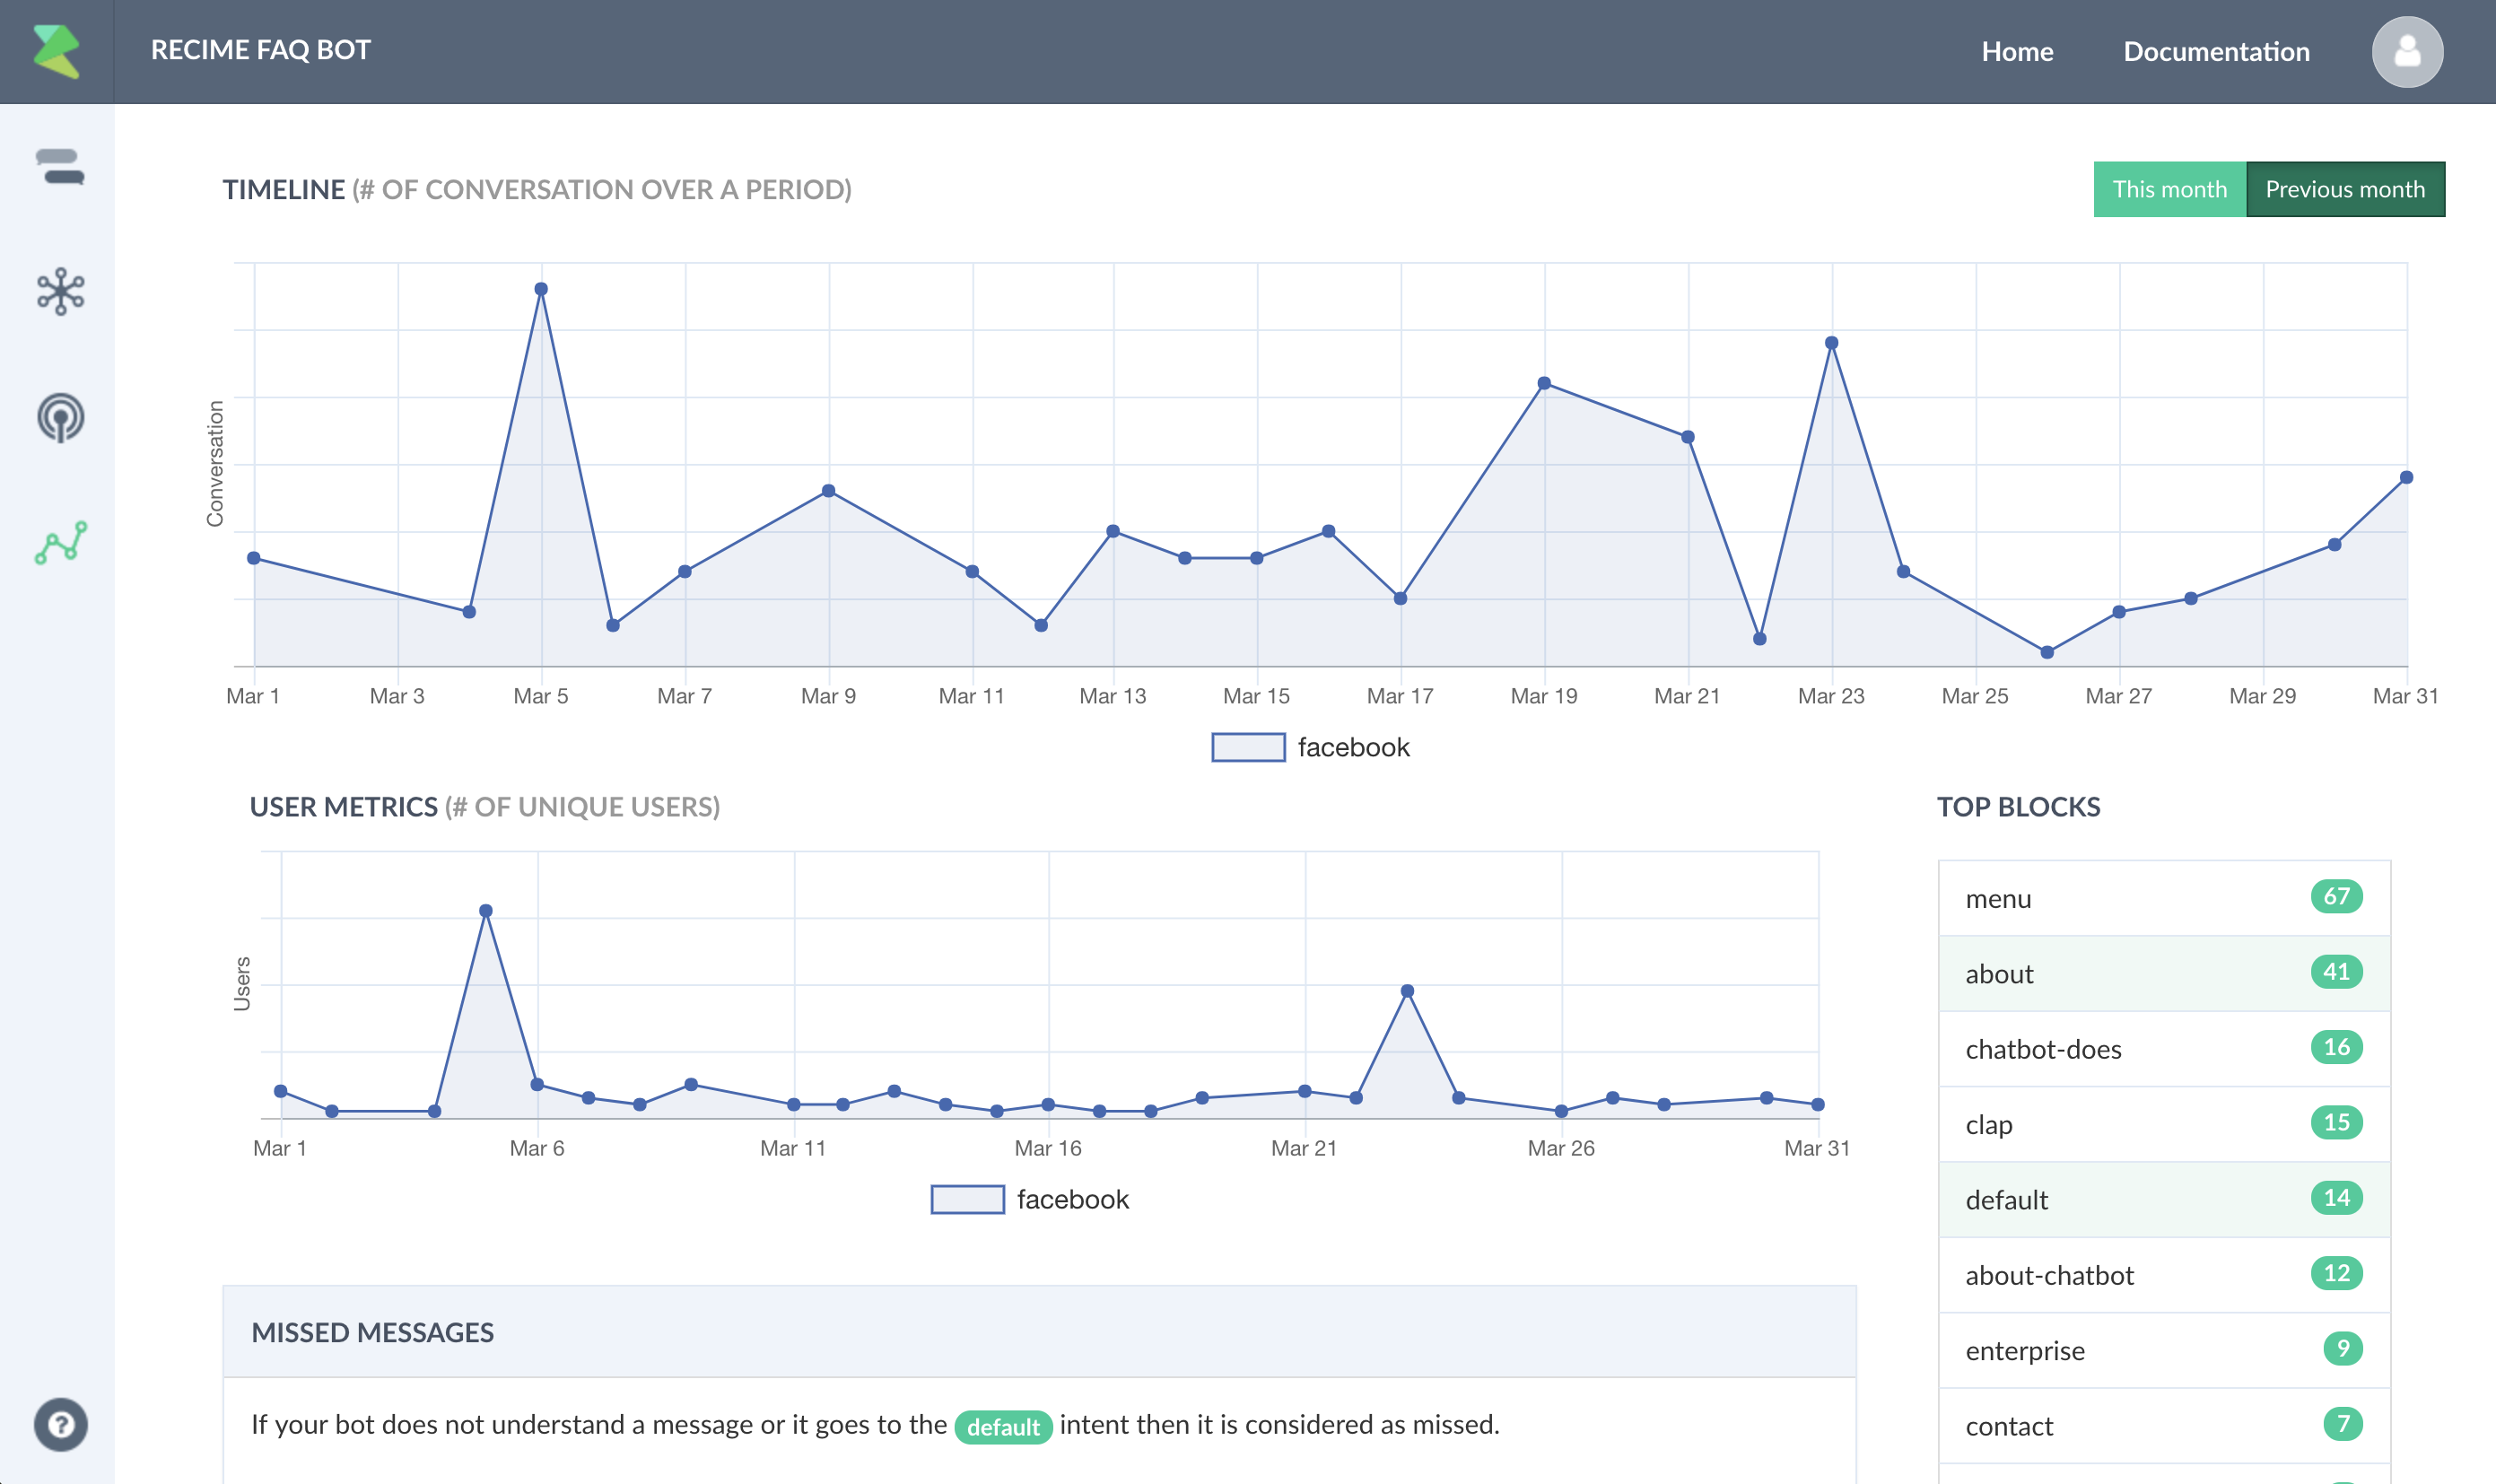 RECIME FAQ BOT
Home
Documentation
TIMELINE (# OF CONVERSATION OVER A PERIOD)
This month
Previous month
Conversation
Mar 1
Mar 3
Mar 5
Mar 7
Mar 9
Mar 11
Mar 13
Mar 15
Mar 17
Mar 19
Mar 21
Mar 23
Mar 25
Mar 27
Mar 29
Mar 31
facebook
USER METRICS (# OF UNIQUE USERS)
Users
Mar 1
Mar 6
Mar 11
Mar 16
Mar 21
Mar 26
Mar 31
facebook
TOP BLOCKS
menu 67
about 41
chatbot-does 16
clap 15
default 14
about-chatbot 12
enterprise 9
contact 7
MISSED MESSAGES
If your bot does not understand a message or it goes to the default intent then it is considered as missed.
?